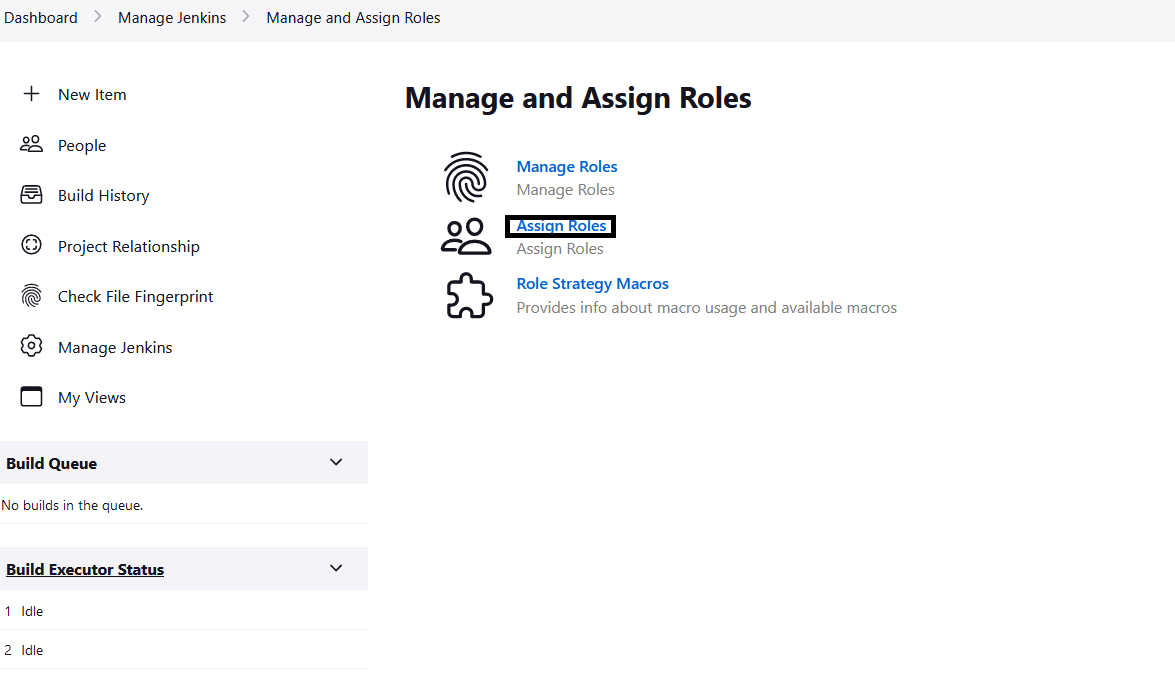 Dashboard > Manage Jenkins > Manage and Assign Roles
New Item
People
Build History
Project Relationship
Check File Fingerprint
Manage Jenkins
My Views
Build Queue
No builds in the queue.
Build Executor Status
1 Idle
2 Idle
Manage and Assign Roles
Manage Roles
Manage Roles
Assign Roles
Assign Roles
Role Strategy Macros
Provides info about macro usage and available macros